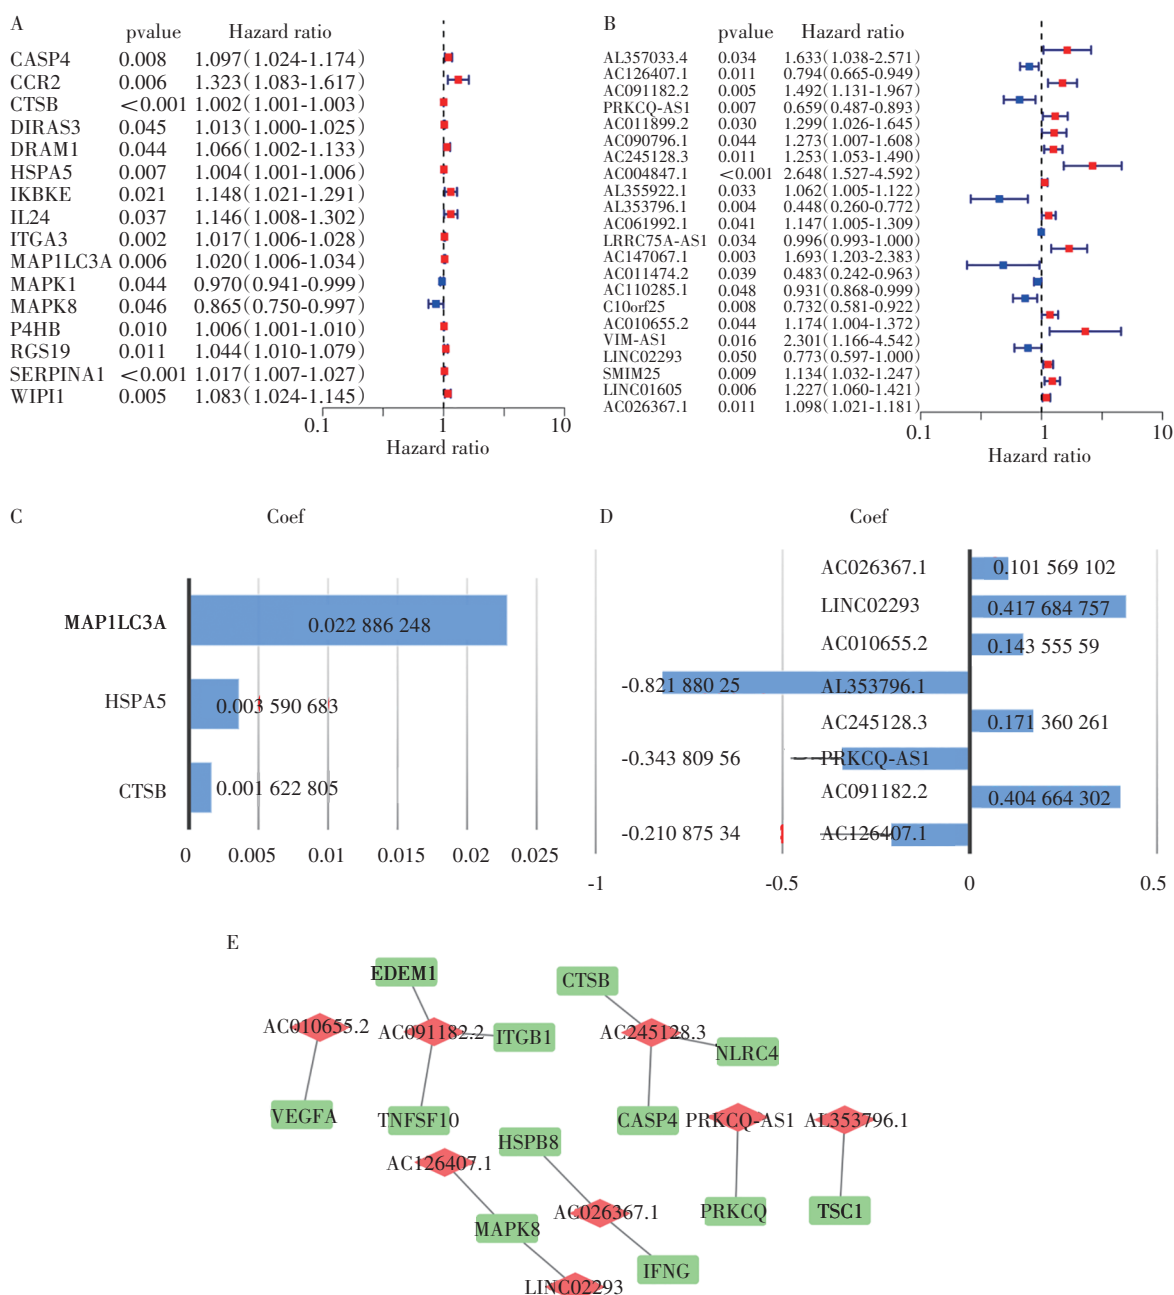 A
pvalue Hazard ratio
CASP4 0.008 1.097(1.024-1.174)
CCR2 0.006 1.323(1.083-1.617)
CTSB <0.001 1.002(1.001-1.003)
DIRAS3 0.045 1.013(1.000-1.025)
DRAM1 0.044 1.066(1.002-1.133)
HSPA5 0.007 1.004(1.001-1.006)
IKBKE 0.021 1.148(1.021-1.291)
IL24 0.037 1.146(1.008-1.302)
ITGA3 0.002 1.017(1.006-1.028)
MAP1LC3A 0.006 1.020(1.006-1.034)
MAPK1 0.044 0.970(0.941-0.999)
MAPK8 0.046 0.865(0.750-0.997)
P4HB 0.010 1.006(1.001-1.010)
RGS19 0.011 1.044(1.010-1.079)
SERPINA1 <0.001 1.017(1.007-1.027)
WIPI1 0.005 1.083(1.024-1.145)
0.1 1 10
Hazard ratio
B
pvalue Hazard ratio
AL357033.4 0.034 1.633(1.038-2.571)
AC126407.1 0.011 0.794(0.665-0.949)
AC091182.2 0.005 1.492(1.131-1.967)
PRKCQ-AS1 0.007 0.659(0.487-0.893)
AC011899.2 0.030 1.299(1.026-1.645)
AC090796.1 0.044 1.273(1.007-1.608)
AC245128.3 0.011 1.253(1.053-1.490)
AC004847.1 <0.001 2.648(1.527-4.592)
AL355922.1 0.033 1.062(1.005-1.122)
AL353796.1 0.004 0.448(0.260-0.772)
AC061992.1 0.041 1.147(1.005-1.309)
LRRC75A-AS1 0.034 0.996(0.993-1.000)
AC147067.1 0.003 1.693(1.203-2.383)
AC011474.2 0.039 0.483(0.242-0.963)
AC110285.1 0.048 0.931(0.868-0.999)
C10orf25 0.008 0.732(0.581-0.922)
AC010655.2 0.044 1.174(1.004-1.372)
VIM-AS1 0.016 2.301(1.166-4.542)
LINC02293 0.050 0.773(0.597-1.000)
SMIM25 0.009 1.134(1.032-1.247)
LINC01605 0.006 1.227(1.060-1.421)
AC026367.1 0.011 1.098(1.021-1.181)
0.1 1 10
Hazard ratio
C
Coef
MAP1LC3A 0.022 886 248
HSPA5 0.003 590 683
CTSB 0.001 622 805
0 0.005 0.01 0.015 0.02 0.025
D
Coef
AC026367.1 0.101 569 102
LINC02293 0.417 684 757
AC010655.2 0.143 555 59
-0.821 880 25 AL353796.1
AC245128.3 0.171 360 261
-0.343 809 56 PRKCQ-AS1
AC091182.2 0.404 664 302
-0.210 875 34 AC126407.1
-1 -0.5 0 0.5
E
EDEM1 CTSB
AC010655.2 AC091182.2 ITGB1 AC245128.3
NLRC4
VEGFA TNFSF10 CASP4 PRKCQ-AS1 AL353796.1
HSPB8
AC126407.1
AC026367.1 PRKCQ TSC1
MAPK8
IFNG
LINC02293